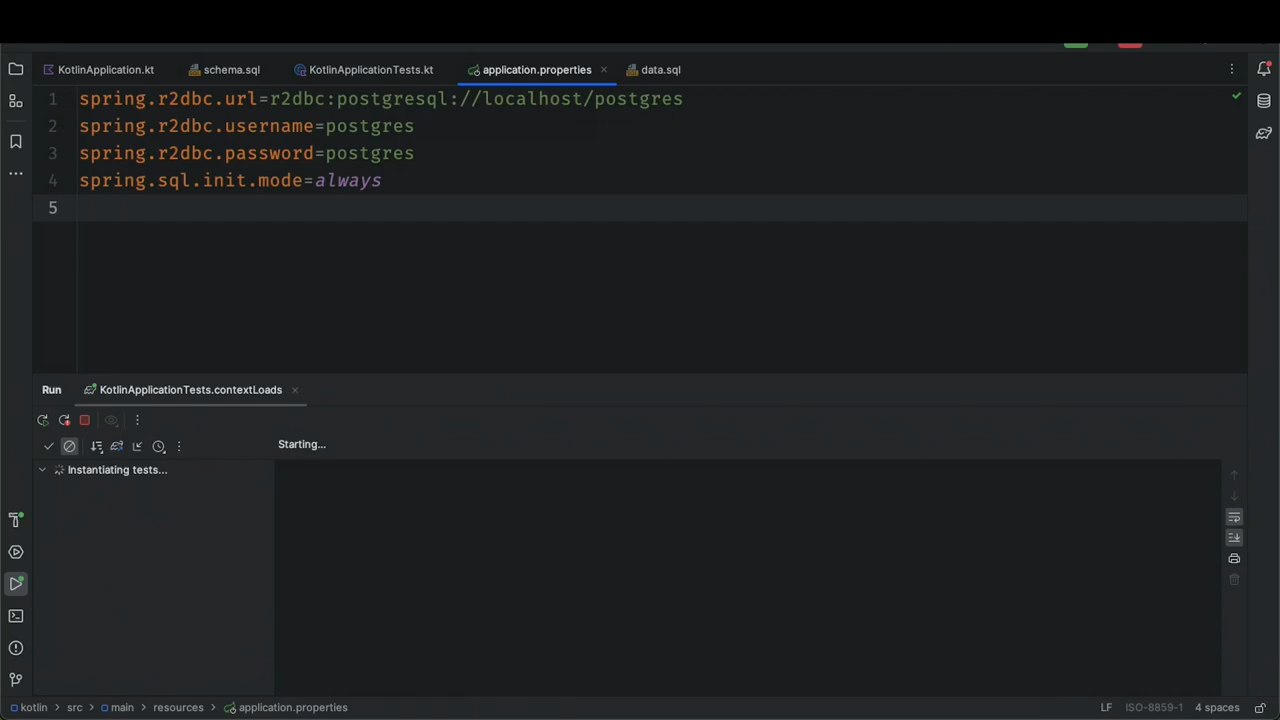 KotlinApplication.kt schema.sql KotlinApplicationTests.kt application.properties data.sql
1 spring.r2dbc.url=r2dbc:postgresql://localhost/postgres
2 spring.r2dbc.username=postgres
3 spring.r2dbc.password=postgres
4 spring.sql.init.mode=always
5
Run KotlinApplicationTests.contextLoads
Starting...
Instantiating tests...
kotlin > src > main > resources > application.properties LF ISO-8859-1 4 spaces